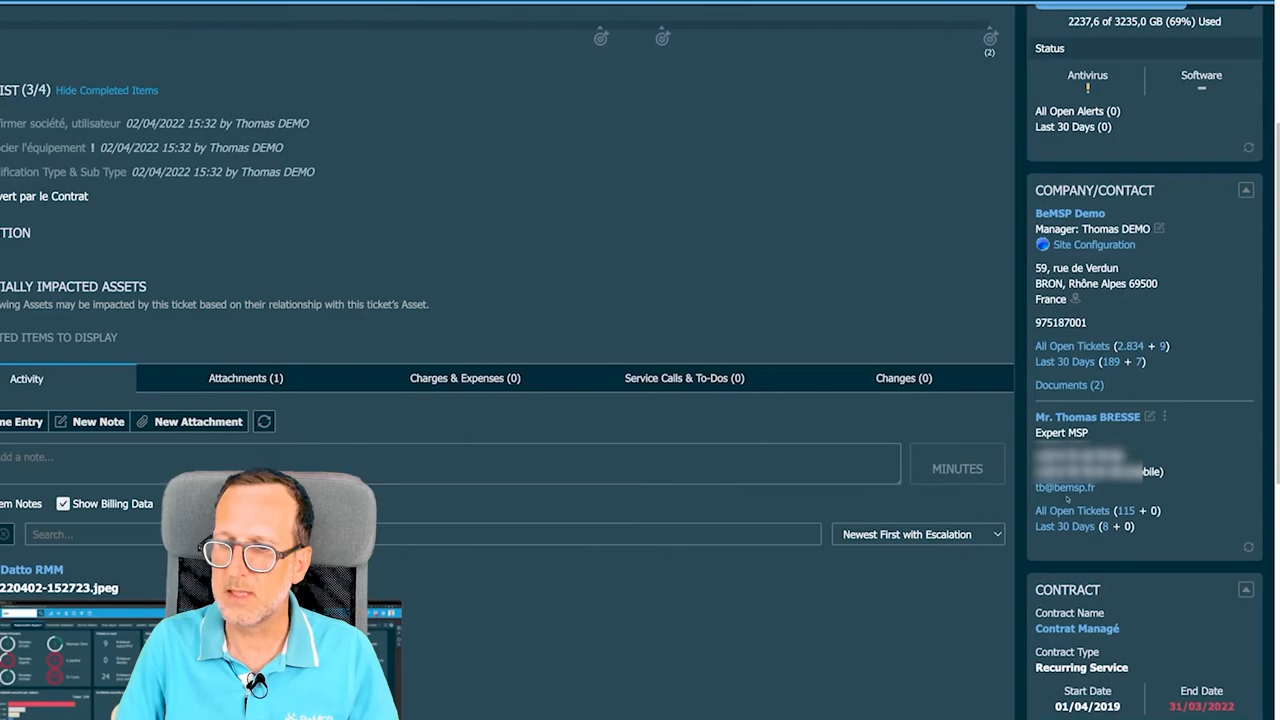 2237,6 of 3235,0 GB (69%) Used
(2)
Status
Antivirus
Software
IST (3/4) Hide Completed Items
All Open Alerts (0)
Last 30 Days (0)
firmer société, utilisateur 02/04/2022 15:32 by Thomas DEMO
cier l'équipement ! 02/04/2022 15:32 by Thomas DEMO
lification Type & Sub Type 02/04/2022 15:32 by Thomas DEMO
vert par le Contrat
TION
IALLY IMPACTED ASSETS
wing Assets may be impacted by this ticket based on their relationship with this ticket's Asset.
TED ITEMS TO DISPLAY
Activity
Attachments (1)
Charges & Expenses (0)
Service Calls & To-Dos (0)
Changes (0)
me Entry
New Note
New Attachment
dd a note...
MINUTES
em Notes
Show Billing Data
Search...
Newest First with Escalation
Datto RMM
220402-152723.jpeg
COMPANY/CONTACT
BeMSP Demo
Manager: Thomas DEMO
Site Configuration
59, rue de Verdun
BRON, Rhône Alpes 69500
France
975187001
All Open Tickets (2.834 + 9)
Last 30 Days (189 + 7)
Documents (2)
Mr. Thomas BRESSE
Expert MSP
bile)
tb@bemsp.fr
All Open Tickets (115 + 0)
Last 30 Days (8 + 0)
CONTRACT
Contract Name
Contrat Managé
Contract Type
Recurring Service
Start Date
End Date
01/04/2019
31/03/2022